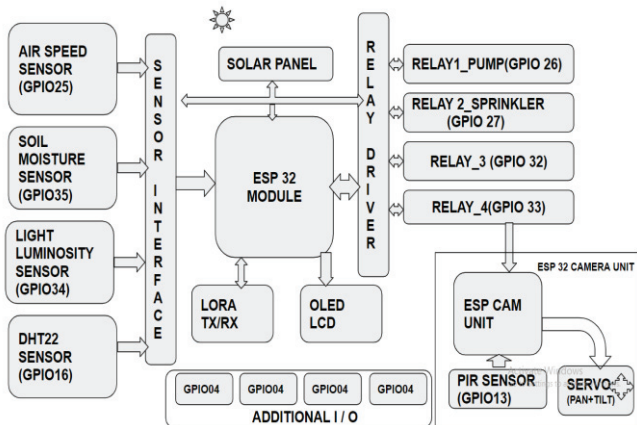 AIR SPEED
SENSOR
(GPIO25)
SOIL
MOISTURE
SENSOR
(GPIO35)
LIGHT
LUMINOSITY
SENSOR
(GPIO34)
DHT22
SENSOR
(GPIO16)
SENSOR INTERFACE
SOLAR PANEL
ESP 32
MODULE
LORA
TX/RX
OLED
LCD
RELAY DRIVER
RELAY1_PUMP(GPIO 26)
RELAY 2_SPRINKLER
(GPIO 27)
RELAY_3 (GPIO 32)
RELAY_4(GPIO 33)
ESP 32 CAMERA UNIT
ESP CAM
UNIT
PIR SENSOR
(GPIO13)
SERVO
(PAN+TILT)
GPIO04 GPIO04 GPIO04 GPIO04
ADDITIONAL I / O